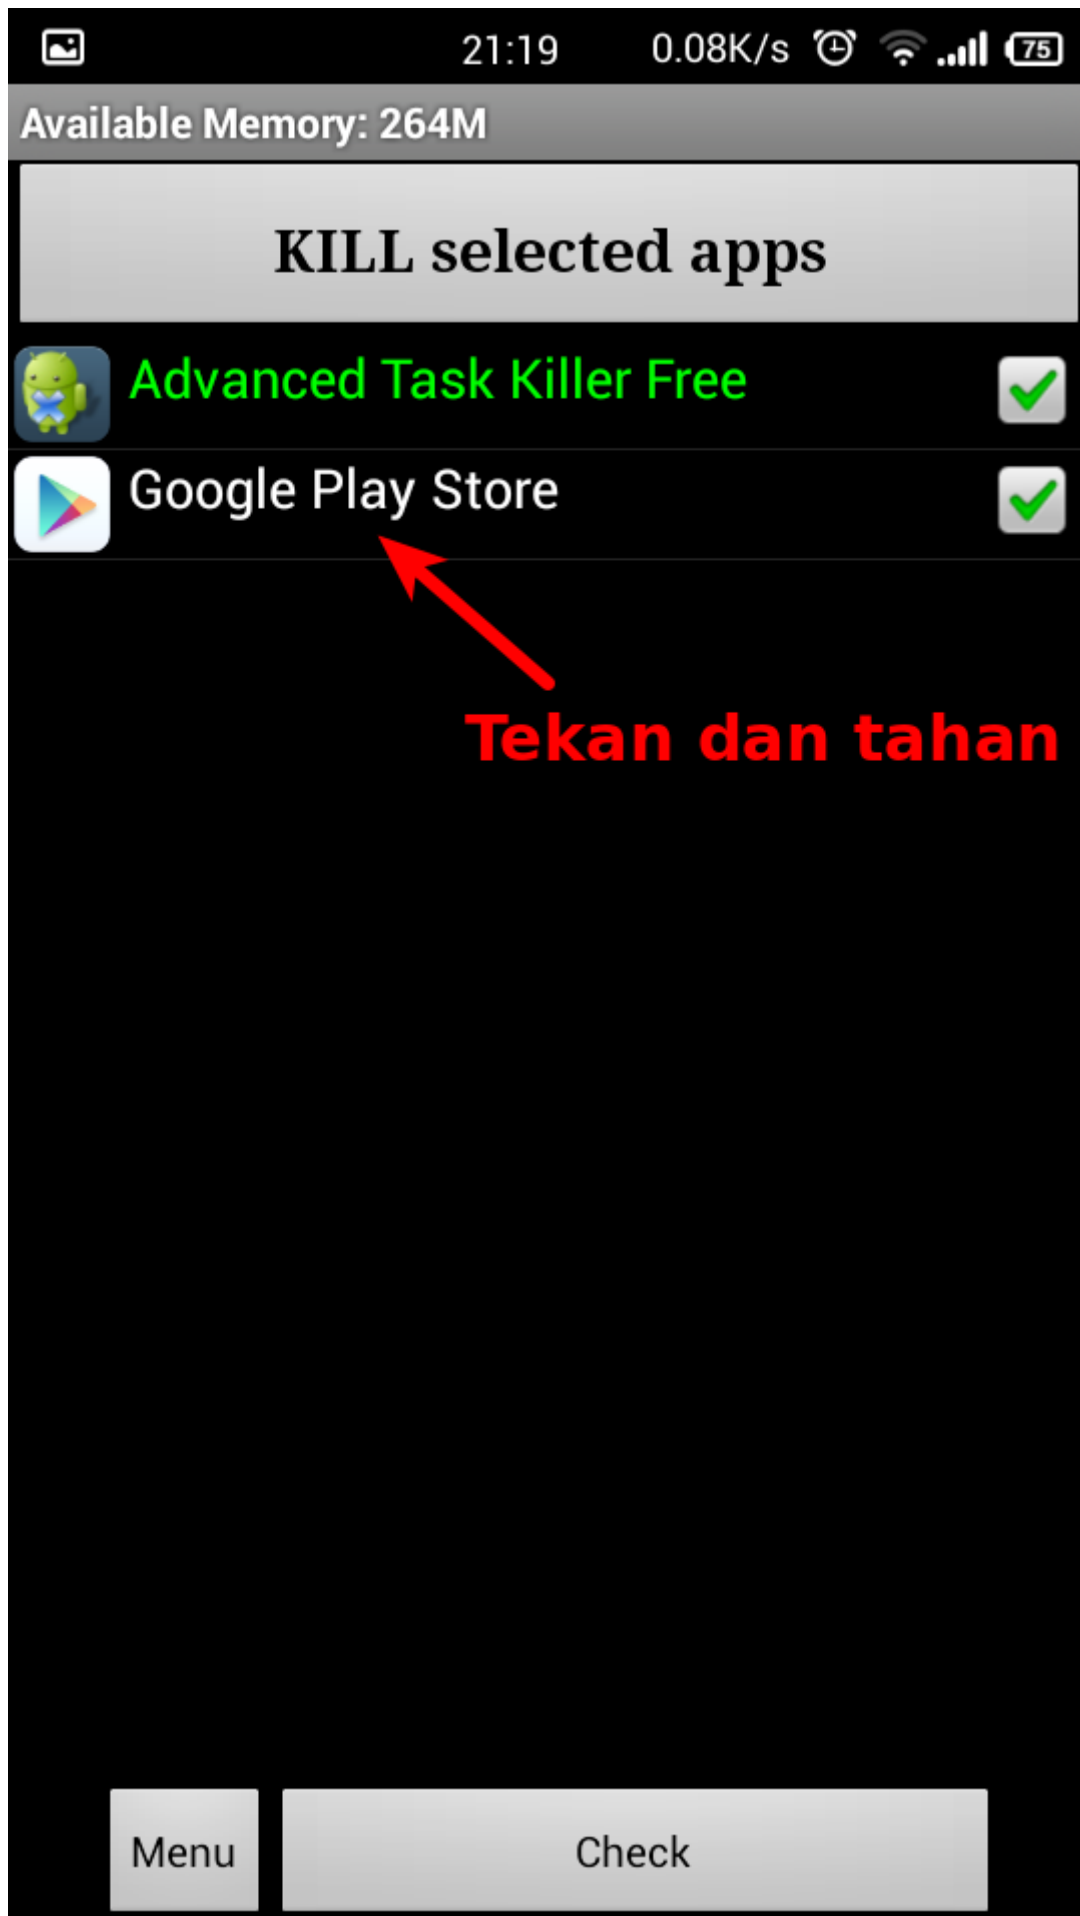 21:19 0.08K/s 75
Available Memory: 264M
KILL selected apps
Advanced Task Killer Free
Google Play Store
Tekan dan tahan
Menu Check